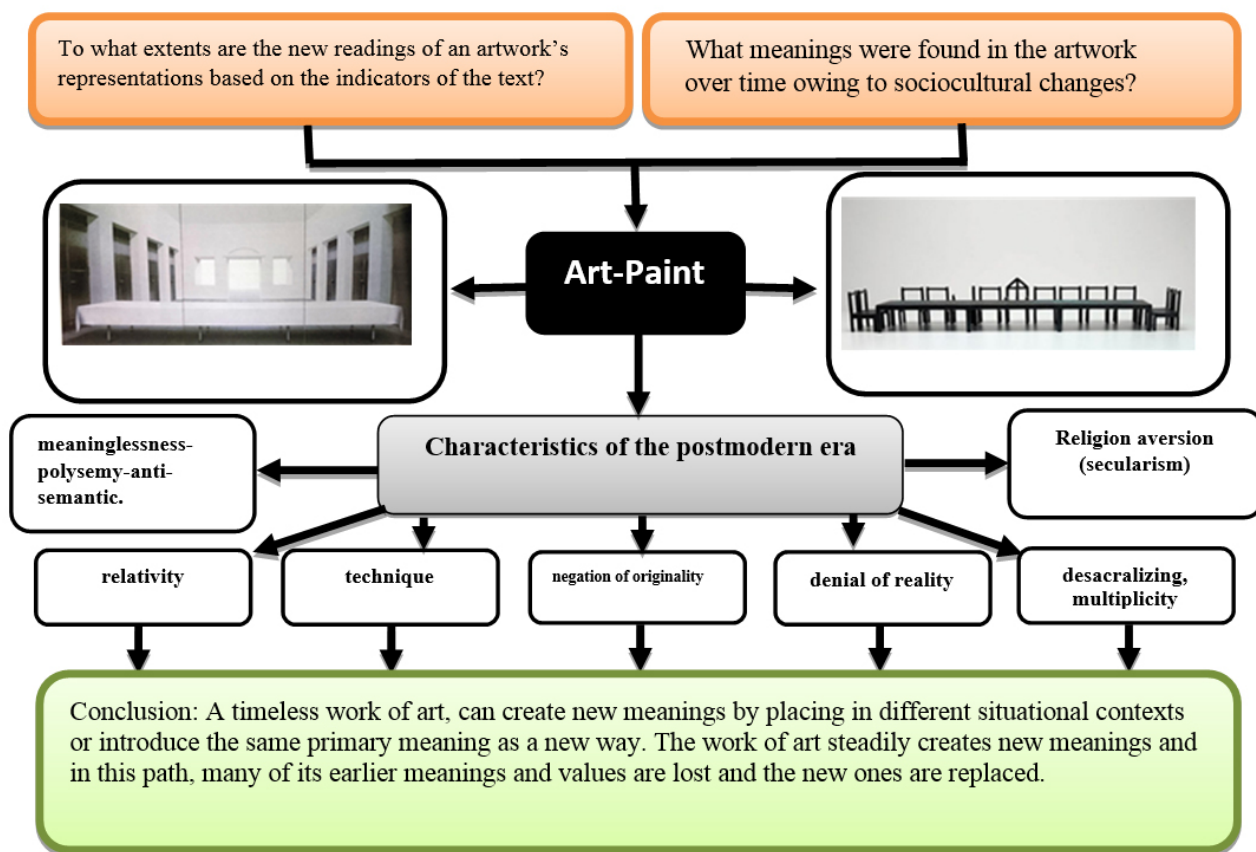 To what extents are the new readings of an artwork's
representations based on the indicators of the text?
What meanings were found in the artwork
over time owing to sociocultural changes?
Art-Paint
Characteristics of the postmodern era
meaninglessness-
polysemy-anti-
semantic.
Religion aversion
(secularism)
relativity
technique
negation of originality
denial of reality
desacralizing,
multiplicity
Conclusion: A timeless work of art, can create new meanings by placing in different situational contexts
or introduce the same primary meaning as a new way. The work of art steadily creates new meanings and
in this path, many of its earlier meanings and values are lost and the new ones are replaced.